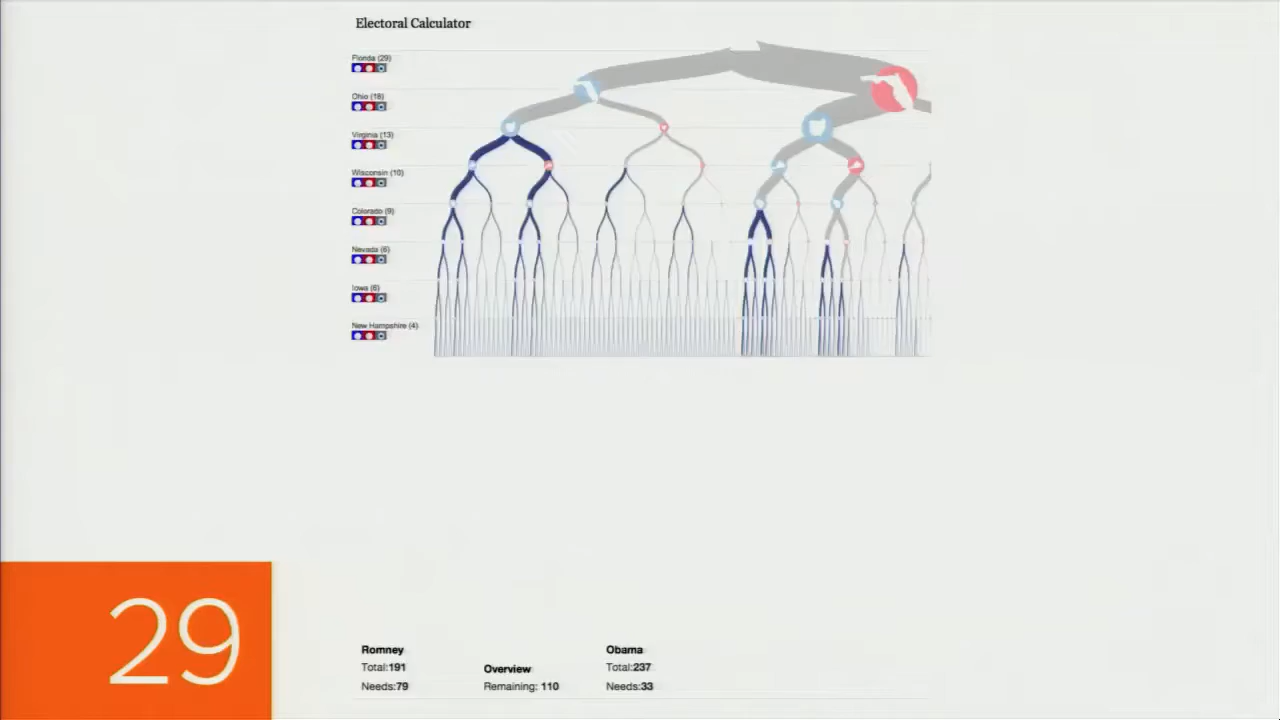 Electoral Calculator
Florida (29)
Ohio (18)
Virginia (13)
Wisconsin (10)
Colorado (9)
Nevada (6)
Iowa (6)
New Hampshire (4)
29
Romney
Total:191
Needs:79
Overview
Remaining: 110
Obama
Total:237
Needs:33